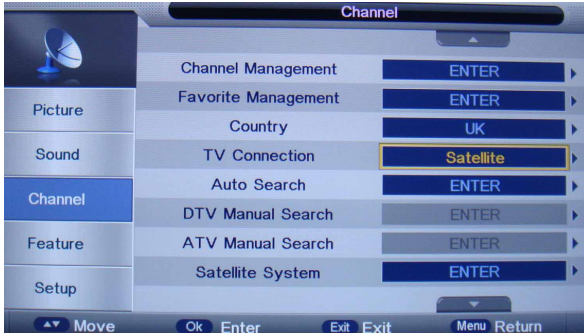 Channel
Channel Management ENTER
Favorite Management ENTER
Country UK
TV Connection Satellite
Auto Search ENTER
DTV Manual Search ENTER
ATV Manual Search ENTER
Satellite System ENTER
Picture
Sound
Channel
Feature
Setup
Move Ok Enter Exit Exit Menu Return